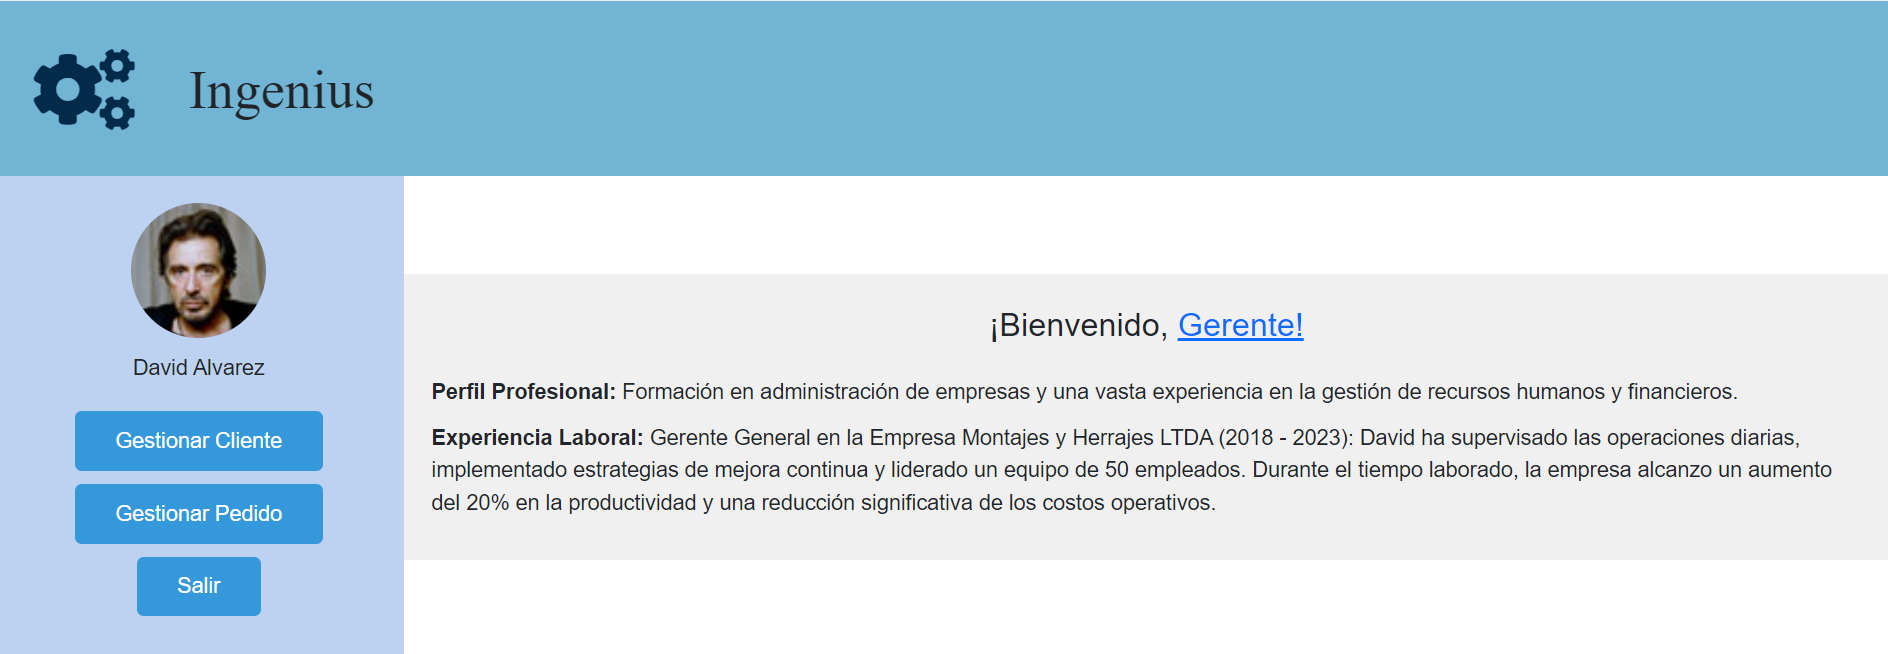 Ingenius
David Alvarez
Gestionar Cliente
Gestionar Pedido
Salir
¡Bienvenido, Gerente!
Perfil Profesional: Formación en administración de empresas y una vasta experiencia en la gestión de recursos humanos y financieros.
Experiencia Laboral: Gerente General en la Empresa Montajes y Herrajes LTDA (2018 - 2023): David ha supervisado las operaciones diarias,
implementado estrategias de mejora continua y liderado un equipo de 50 empleados. Durante el tiempo laborado, la empresa alcanzo un aumento
del 20% en la productividad y una reducción significativa de los costos operativos.